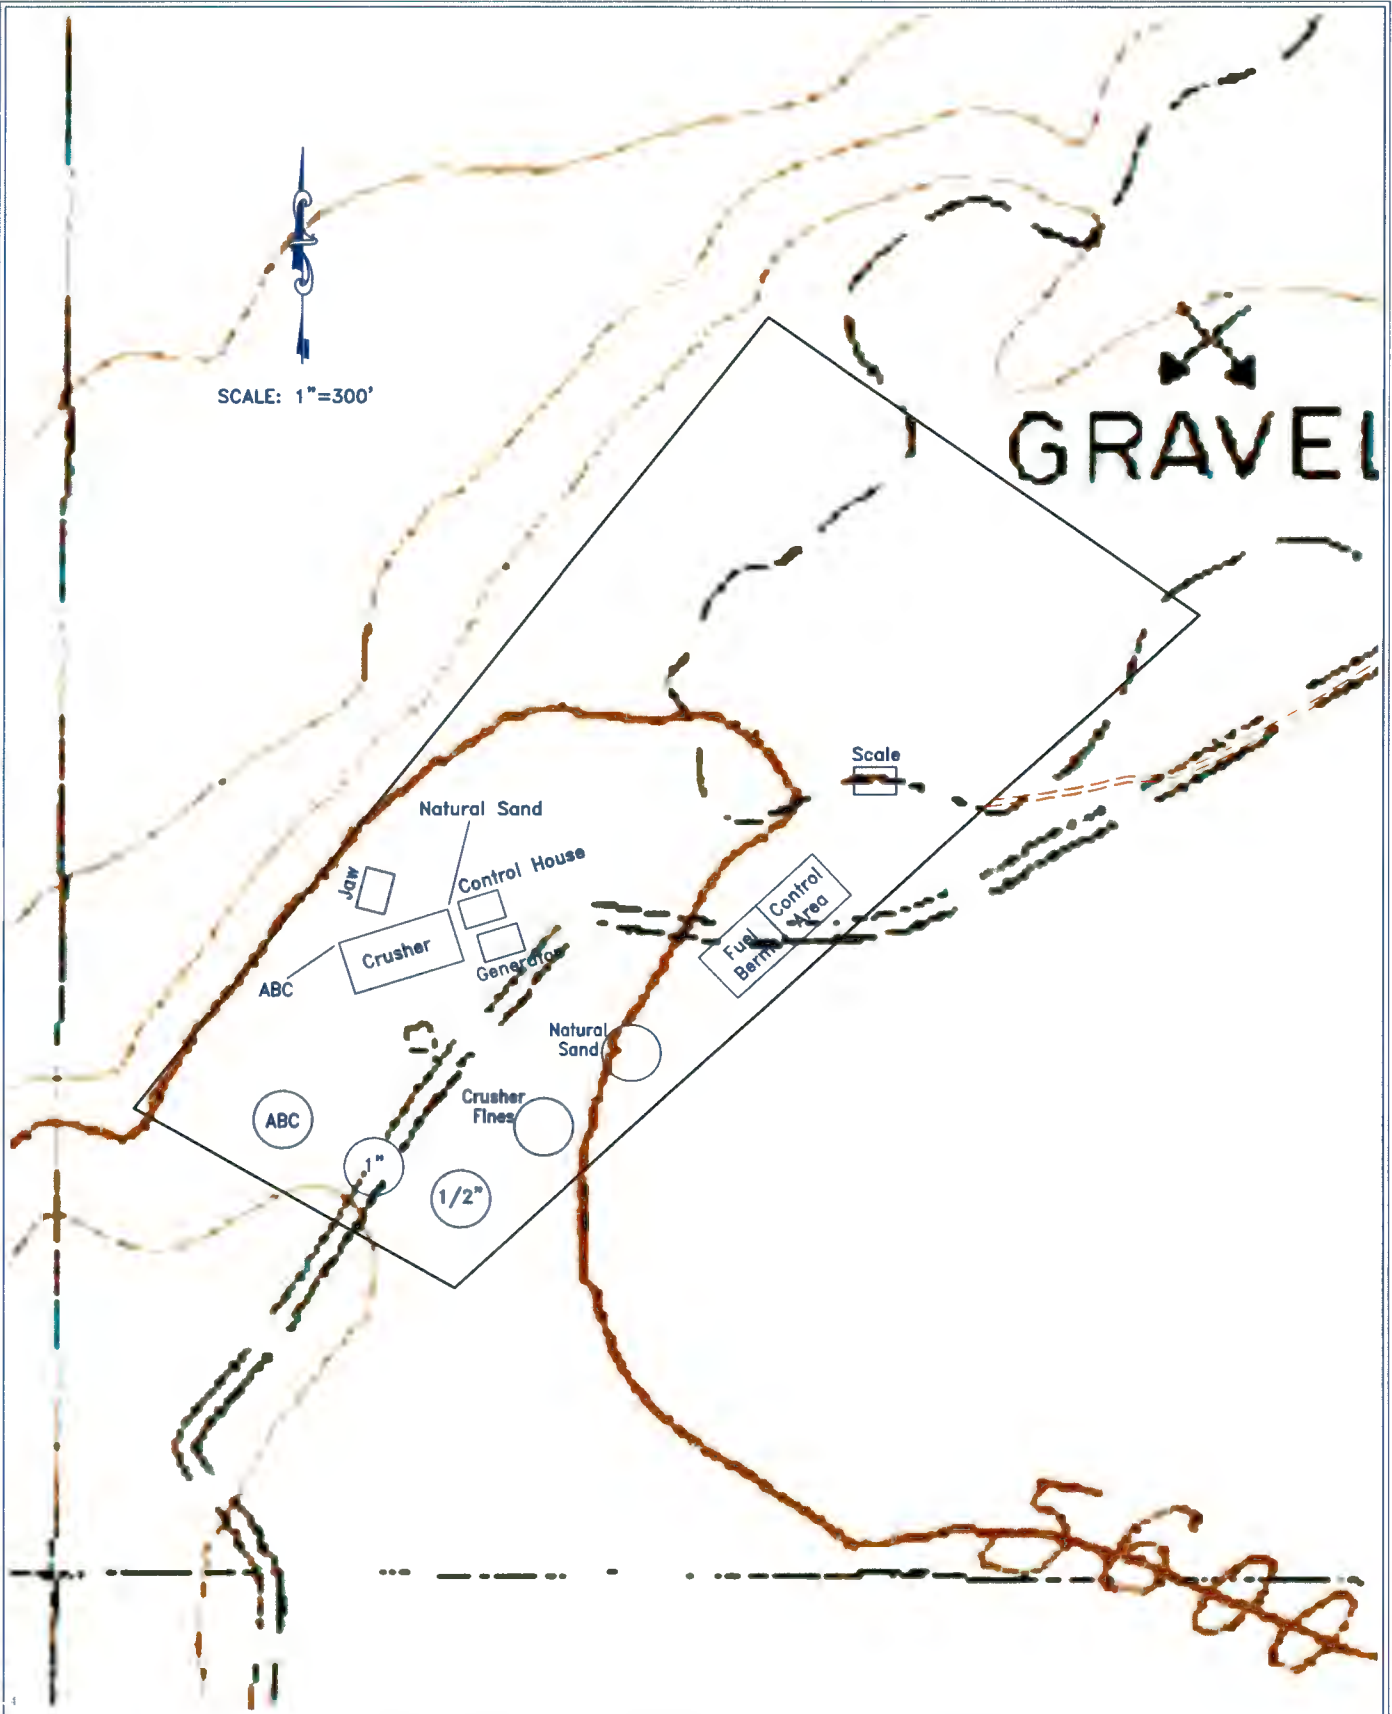 SCALE: 1"=300'
GRAVEL
Scale
Natural Sand
Control House
Jaw
Control
Area
Crusher
Fuel
Berm
Generator
ABC
Natural
Sand
Crusher
Fines
ABC
1"
1/2"